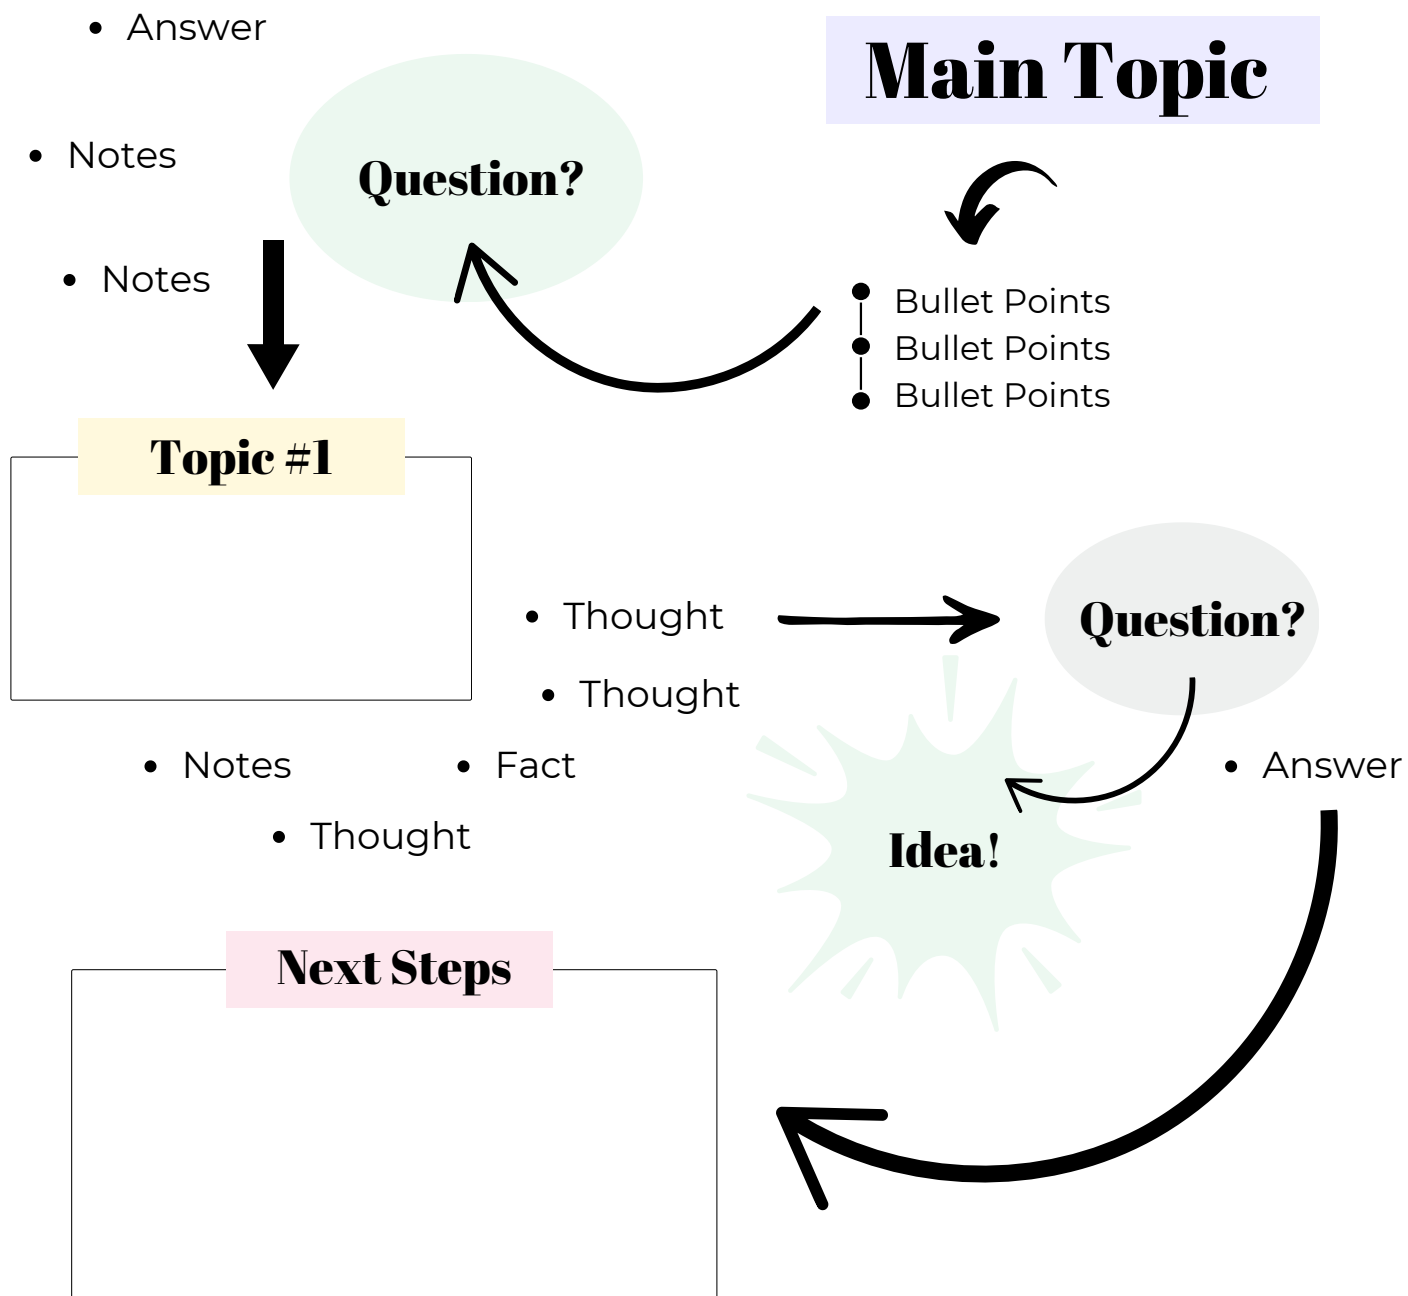 Main Topic
Bullet Points
Bullet Points
Bullet Points
Question?
Answer
Notes
Notes
Topic #1
Thought
Thought
Notes
Fact
Thought
Question?
Idea!
Answer
Next Steps